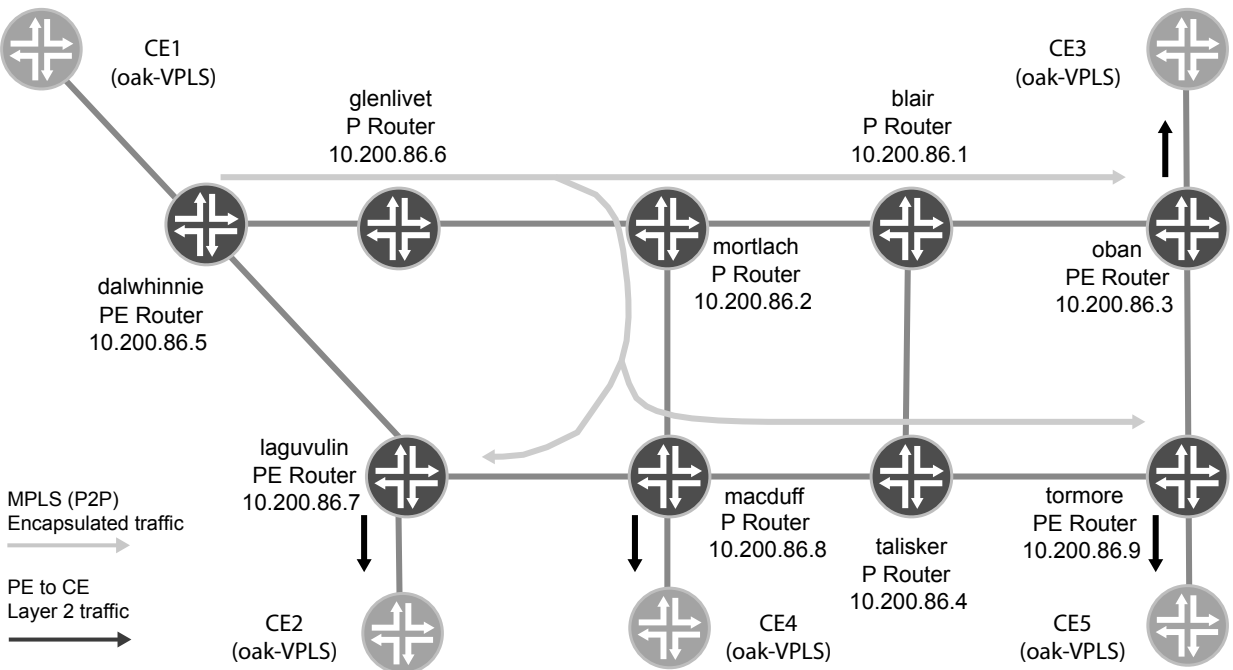 CE1
(oak-VPLS)
CE3
(oak-VPLS)
glenlivet
P Router
10.200.86.6
blair
P Router
10.200.86.1
dalwhinnie
PE Router
10.200.86.5
mortlach
P Router
10.200.86.2
oban
PE Router
10.200.86.3
laguvulin
PE Router
10.200.86.7
macduff
P Router
10.200.86.8
talisker
P Router
10.200.86.4
tormore
PE Router
10.200.86.9
MPLS (P2P)
Encapsulated traffic
PE to CE
Layer 2 traffic
CE2
(oak-VPLS)
CE4
(oak-VPLS)
CE5
(oak-VPLS)